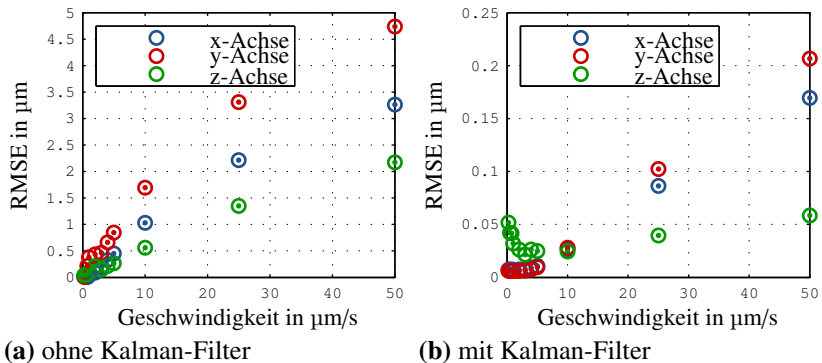 5
4.5
4
3.5
3
2.5
2
1.5
1
0.5
0
0 10 20 30 40 50
RMSE in µm
Geschwindigkeit in µm/s
x-Achse
y-Achse
z-Achse
(a) ohne Kalman-Filter
0.25
0.2
0.15
0.1
0.05
0
0 10 20 30 40 50
RMSE in µm
Geschwindigkeit in µm/s
x-Achse
y-Achse
z-Achse
(b) mit Kalman-Filter